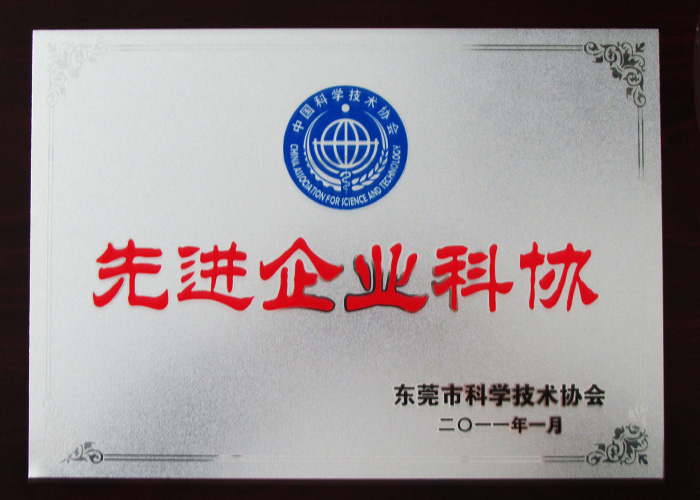 中国科学技术协会
CHINA ASSOCIATION FOR SCIENCE AND TECHNOLOGY
先进企业科协
东莞市科学技术协会
二〇一一年一月